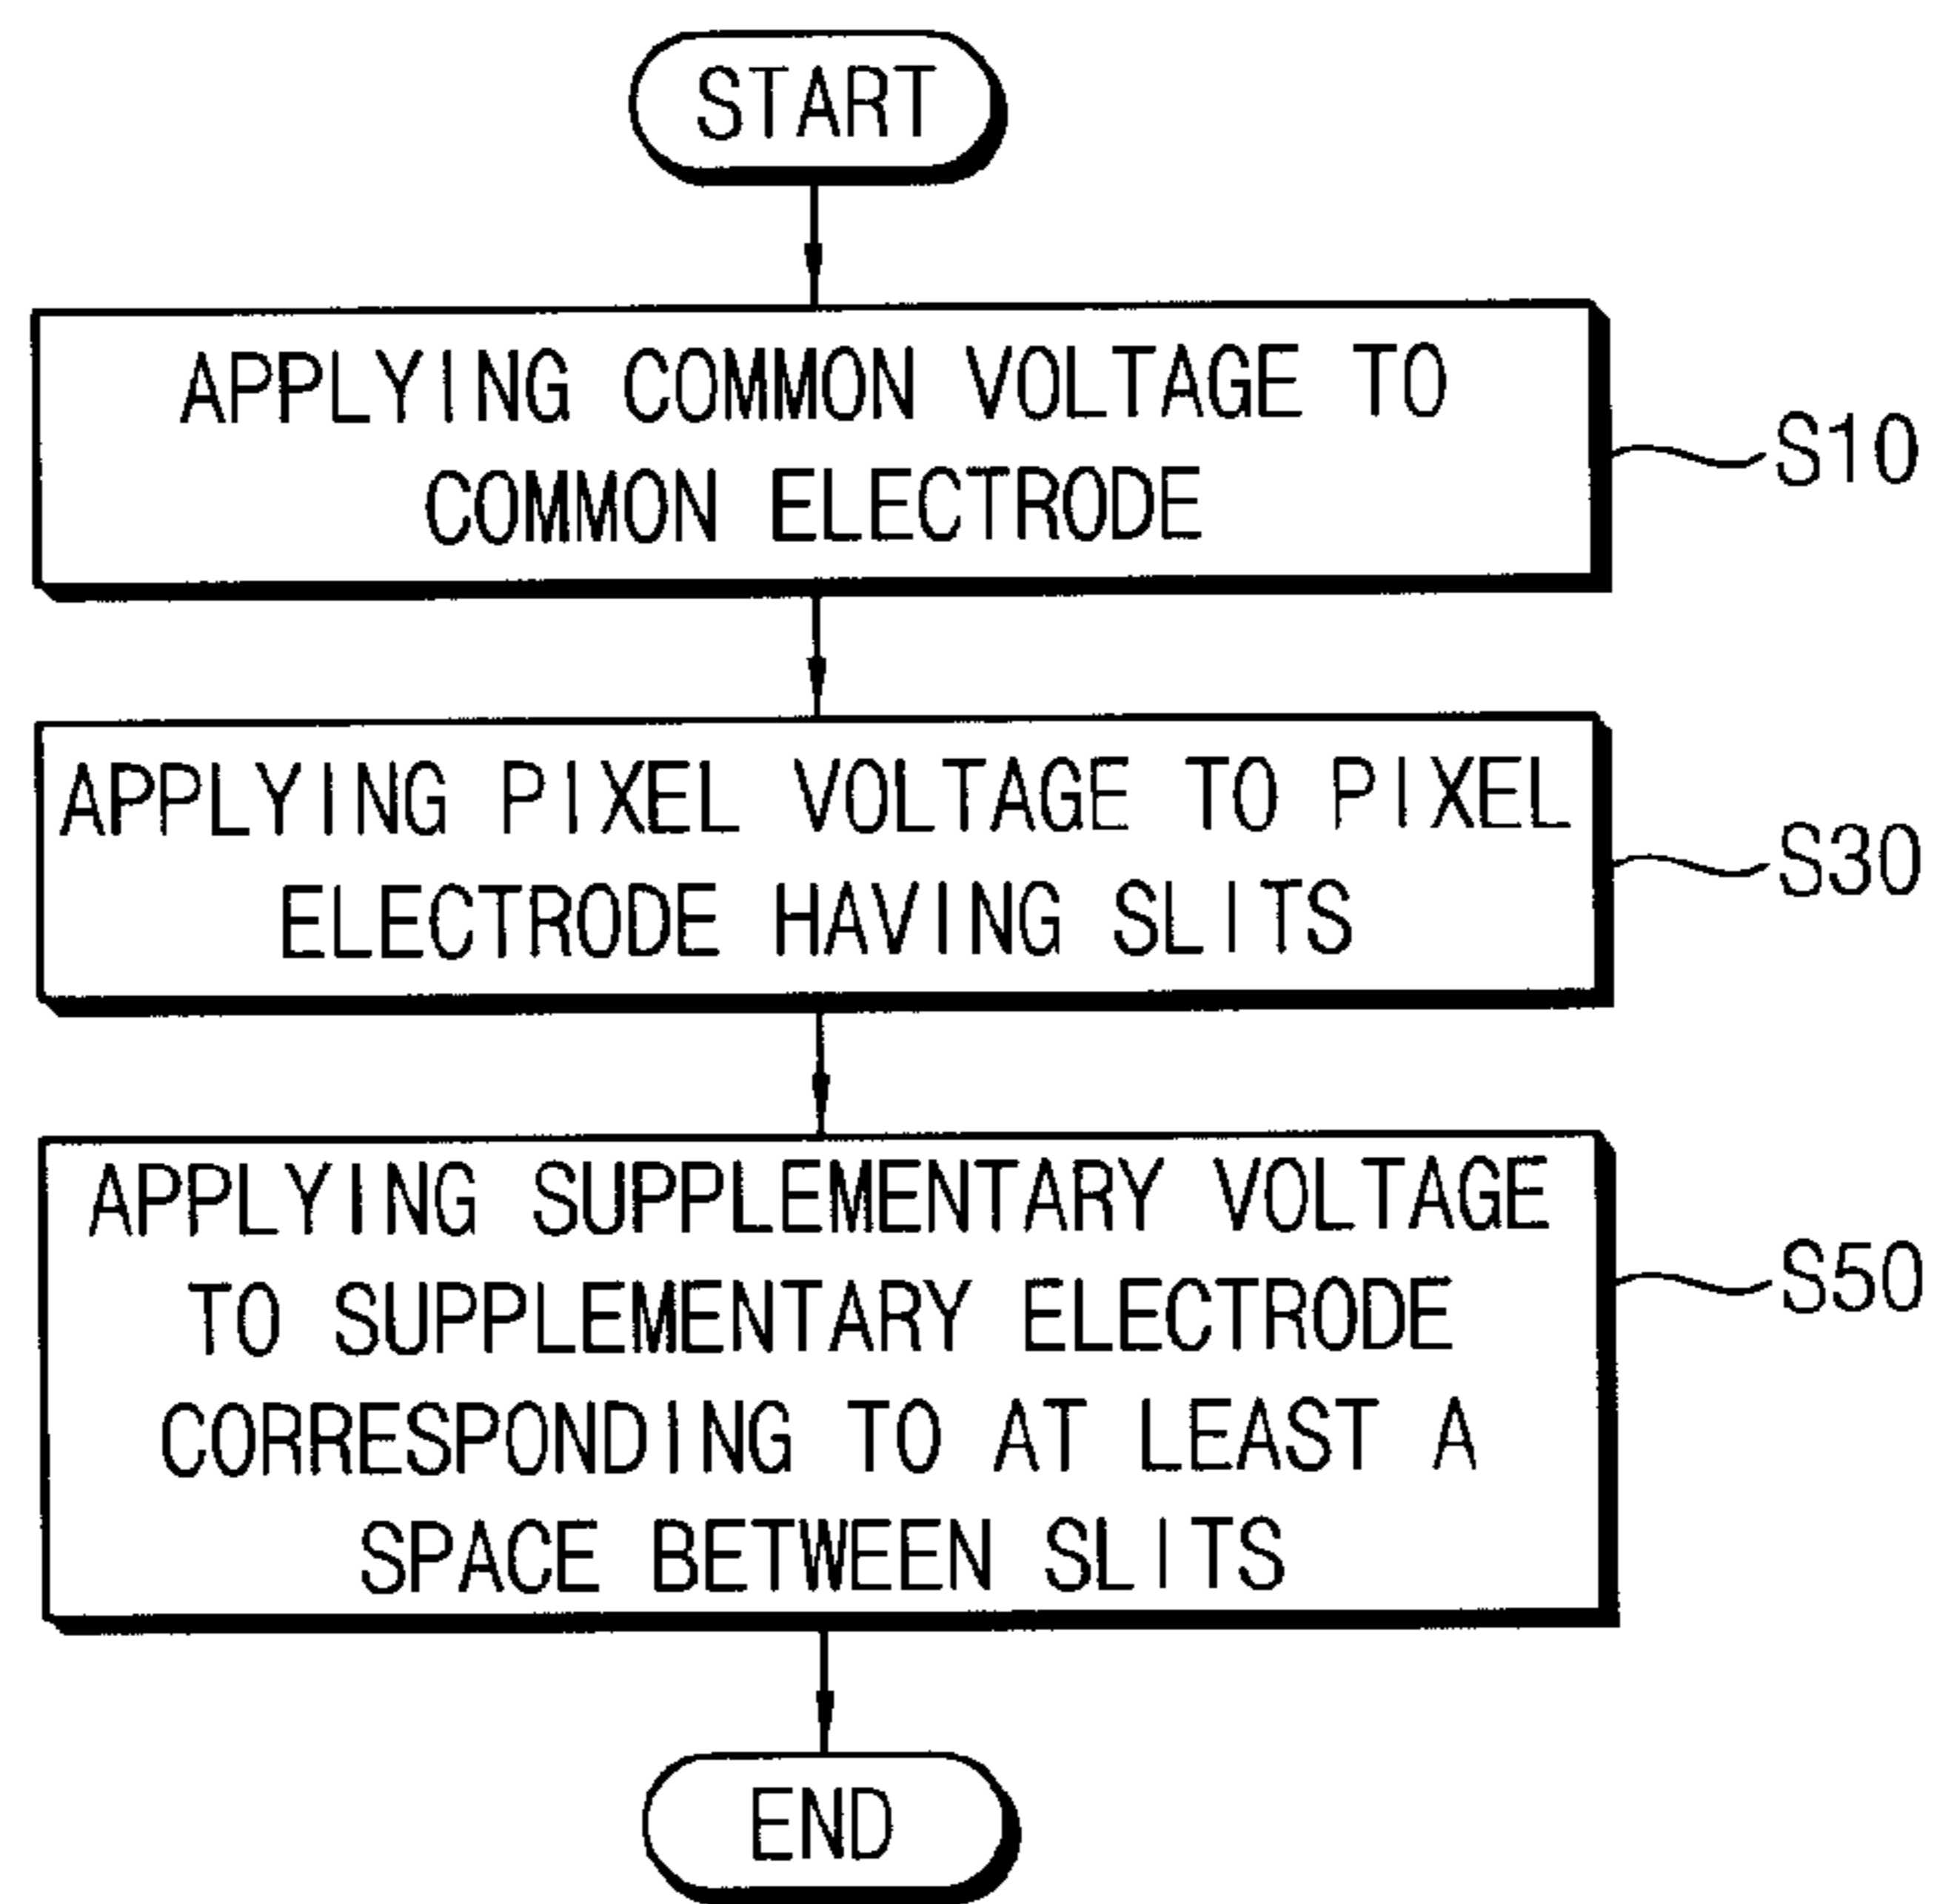 START
APPLYING COMMON VOLTAGE TO
COMMON ELECTRODE
S10
APPLYING PIXEL VOLTAGE TO PIXEL
ELECTRODE HAVING SLITS
S30
APPLYING SUPPLEMENTARY VOLTAGE
TO SUPPLEMENTARY ELECTRODE
CORRESPONDING TO AT LEAST A
SPACE BETWEEN SLITS
S50
END